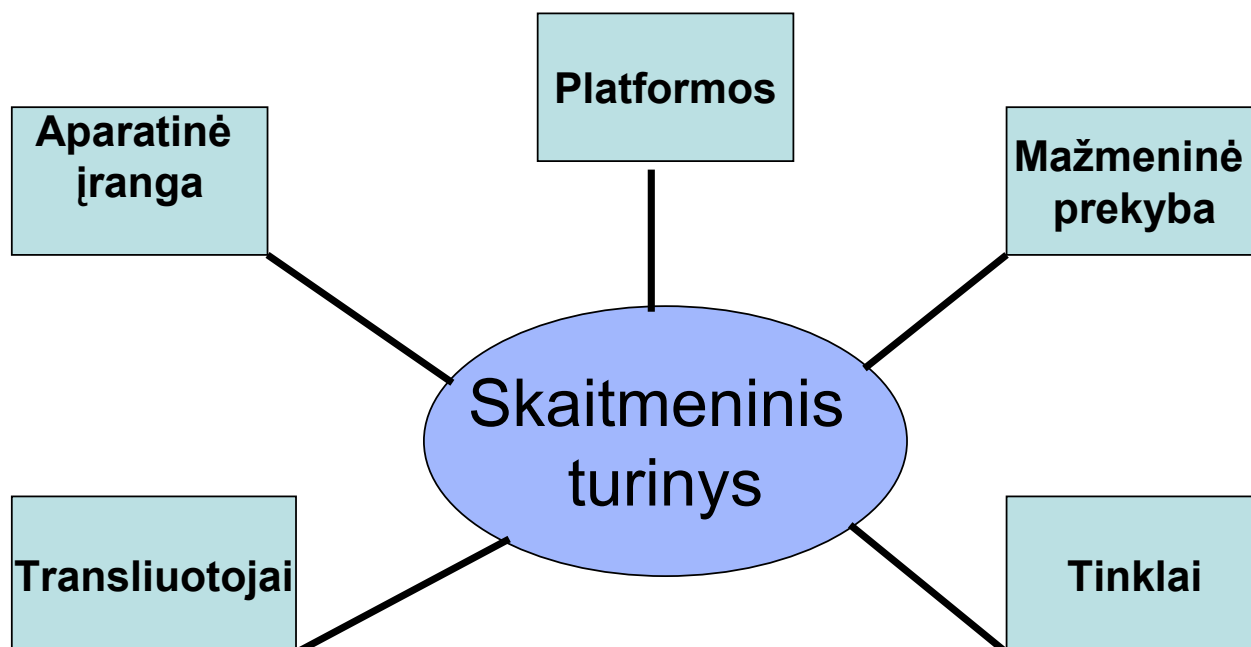 Platformos
Aparatinė
įranga
Mažmeninė
prekyba
Skaitmeninis
turinys
Transliuotojai
Tinklai